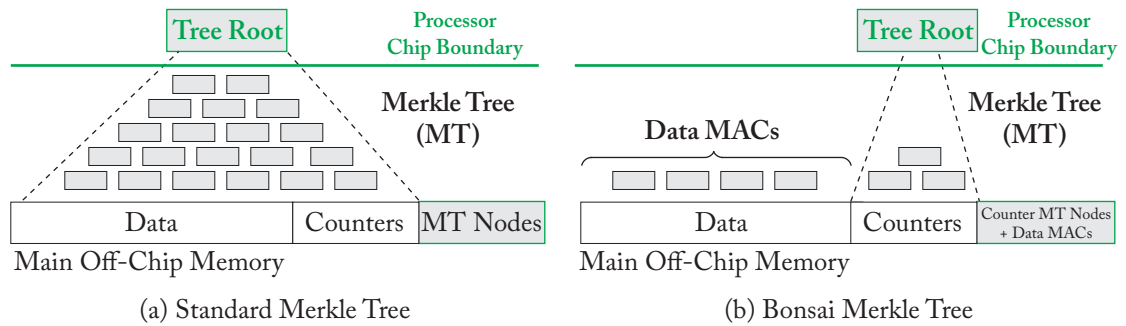 Tree Root
Processor
Chip Boundary
Merkle Tree
(MT)
Data
Counters
MT Nodes
Main Off-Chip Memory
(a) Standard Merkle Tree
Tree Root
Processor
Chip Boundary
Merkle Tree
(MT)
Data MACs
Data
Counters
Counter MT Nodes
+ Data MACs
Main Off-Chip Memory
(b) Bonsai Merkle Tree